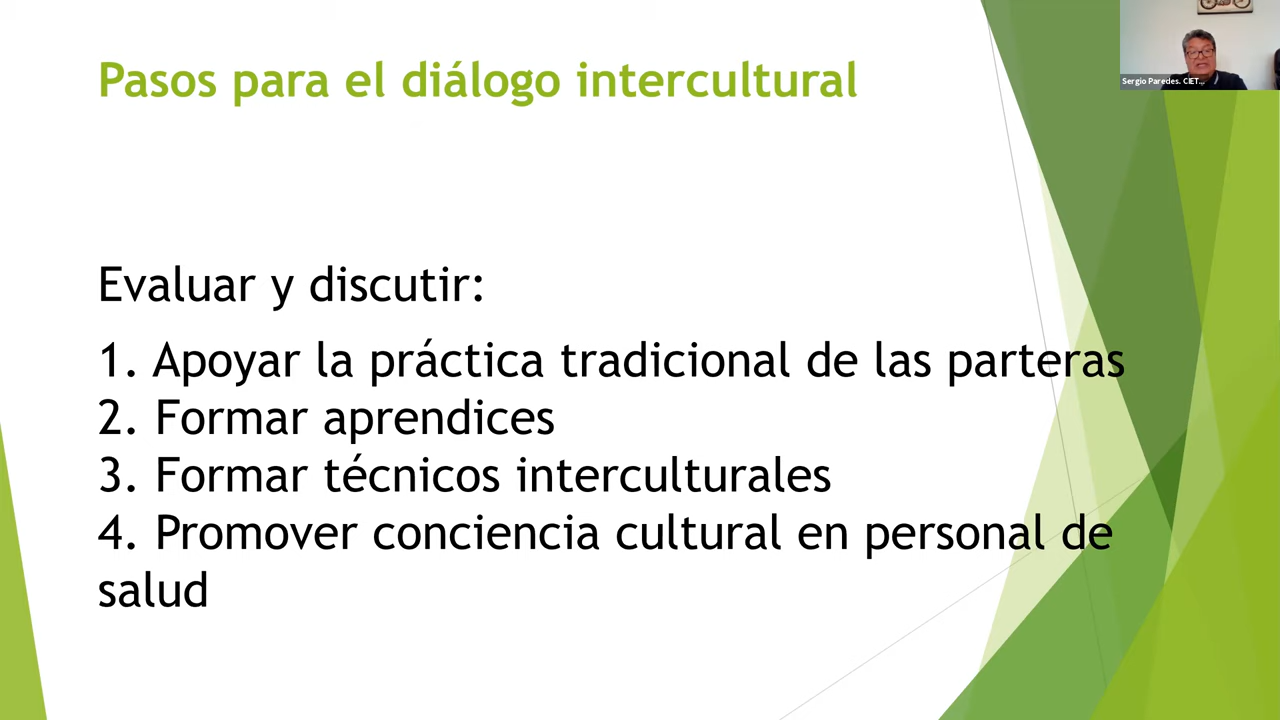 Pasos para el diálogo intercultural
Sergio Paredes. CIET...
Evaluar y discutir:
1. Apoyar la práctica tradicional de las parteras
2. Formar aprendices
3. Formar técnicos interculturales
4. Promover conciencia cultural en personal de
salud